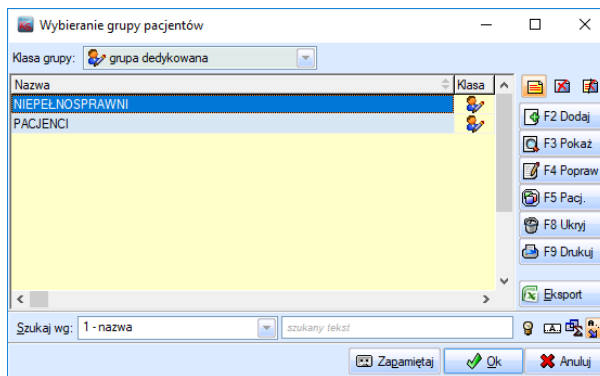 Wybieranie grupy pacjentów
Klasa grupy: grupa dedykowana
Nazwa Klasa
NIEPEŁNOSPRAWNI
PACJENCI
F2 Dodaj
F3 Pokaż
F4 Popraw
F5 Pacj.
F8 Ukryj
F9 Drukuj
Eksport
Szukaj wg: 1 - nazwa szukany tekst
Zapamiętaj Ok Anuluj